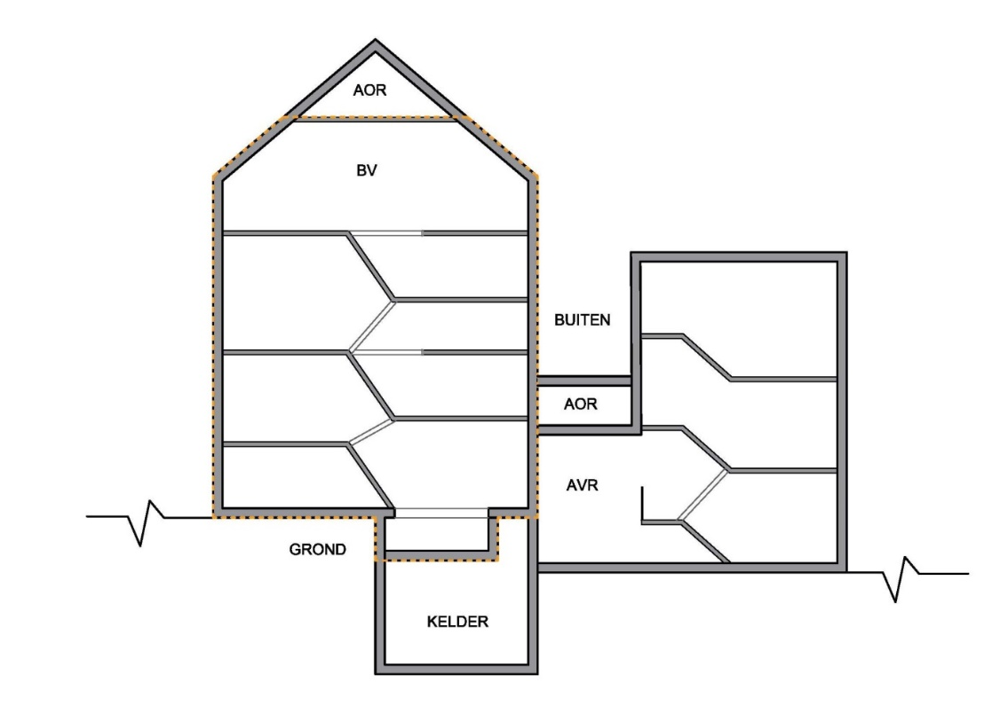 AOR
BV
BUITEN
AOR
AVR
GROND
KELDER